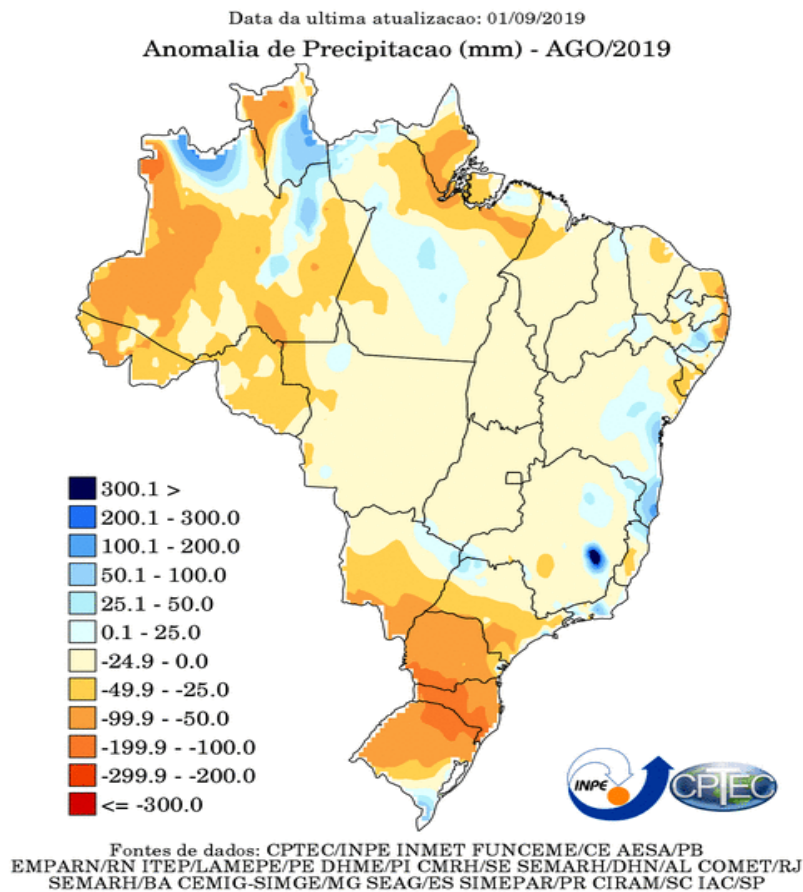 Data da ultima atualizacao: 01/09/2019
Anomalia de Precipitacao (mm) - AGO/2019
300.1 >
200.1 - 300.0
100.1 - 200.0
50.1 - 100.0
25.1 - 50.0
0.1 - 25.0
-24.9 - 0.0
-49.9 - -25.0
-99.9 - -50.0
-199.9 - -100.0
-299.9 - -200.0
<= -300.0
INPE
CPTEC
Fontes de dados: CPTEC/INPE INMET FUNCEME/CE AESA/PB
EMPARN/RN ITEP/LAMEPE/PE DHME/PI CMRH/SE SEMARH/DHN/AL COMET/RJ
SEMARH/BA CEMIG-SIMGE/MG SEAG/ES SIMEPAR/PR CIRAM/SC IAC/SP